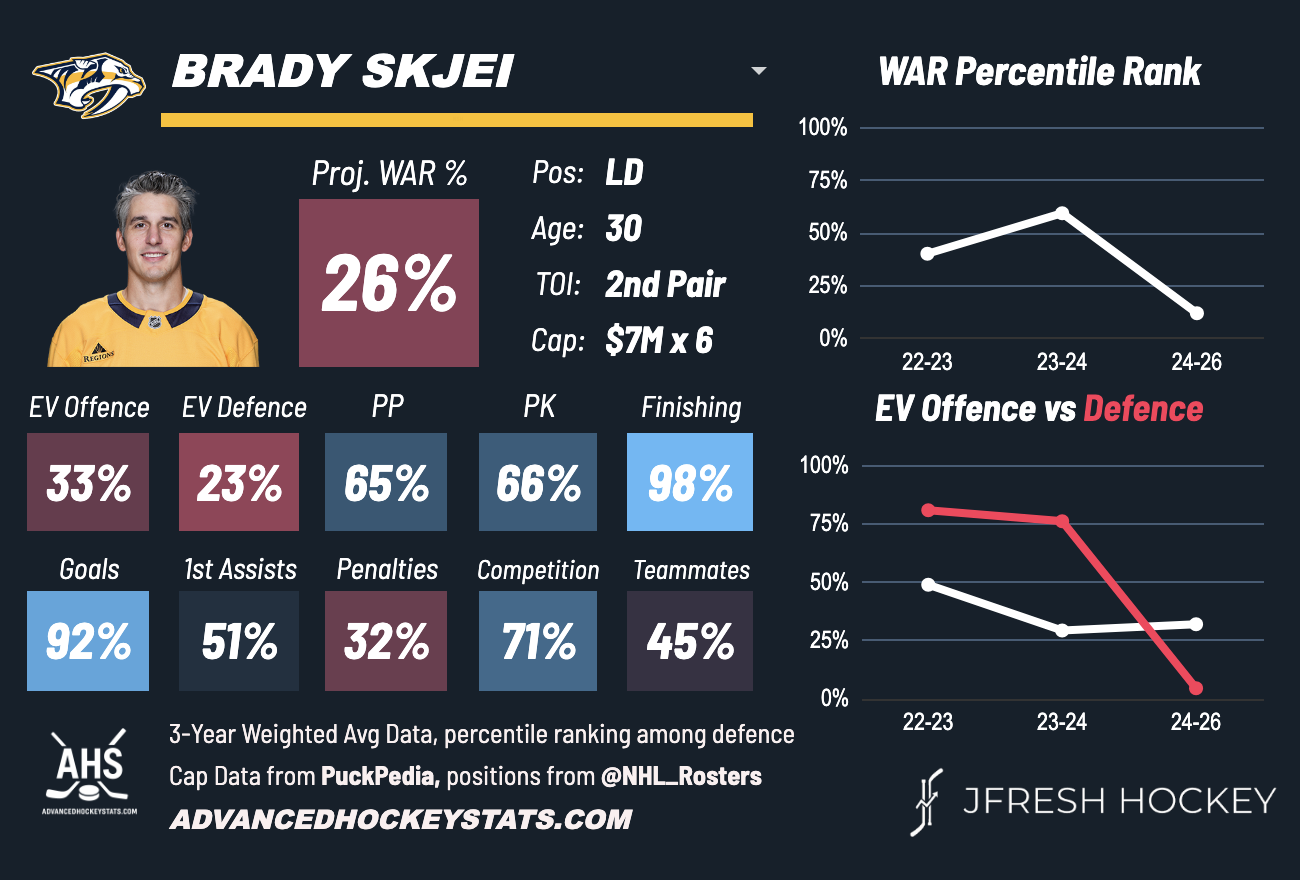 BRADY SKJEI
Proj. WAR %
26%
Pos: LD
Age: 30
TOI: 2nd Pair
Cap: $7M x 6
REGIONS
EV Offence EV Defence PP PK Finishing
33% 23% 65% 66% 98%
Goals 1st Assists Penalties Competition Teammates
92% 51% 32% 71% 45%
WAR Percentile Rank
100%
75%
50%
25%
0%
22-23 23-24 24-26
EV Offence vs Defence
100%
75%
50%
25%
0%
22-23 23-24 24-26
AHS
ADVANCEDHOCKEYSTATS.COM
3-Year Weighted Avg Data, percentile ranking among defence
Cap Data from PuckPedia, positions from @NHL_Rosters
ADVANCEDHOCKEYSTATS.COM
JFRESH HOCKEY